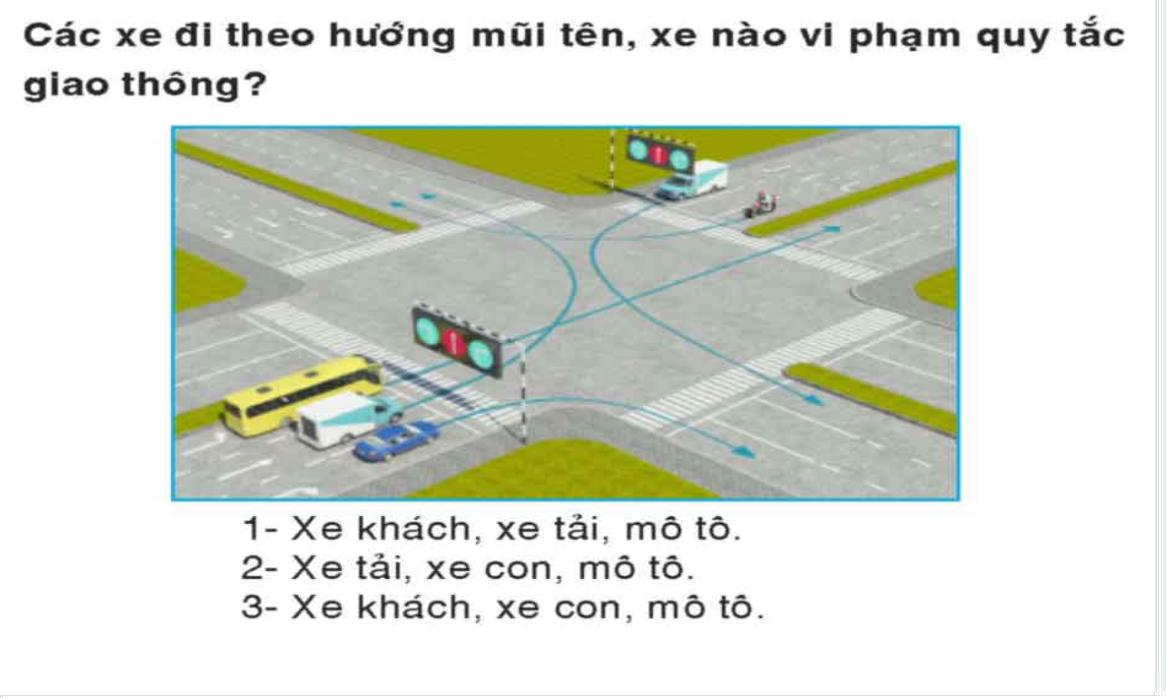 Các xe đi theo hướng mũi tên, xe nào vi phạm quy tắc
giao thông?
1- Xe khách, xe tải, mô tô.
2- Xe tải, xe con, mô tô.
3- Xe khách, xe con, mô tô.